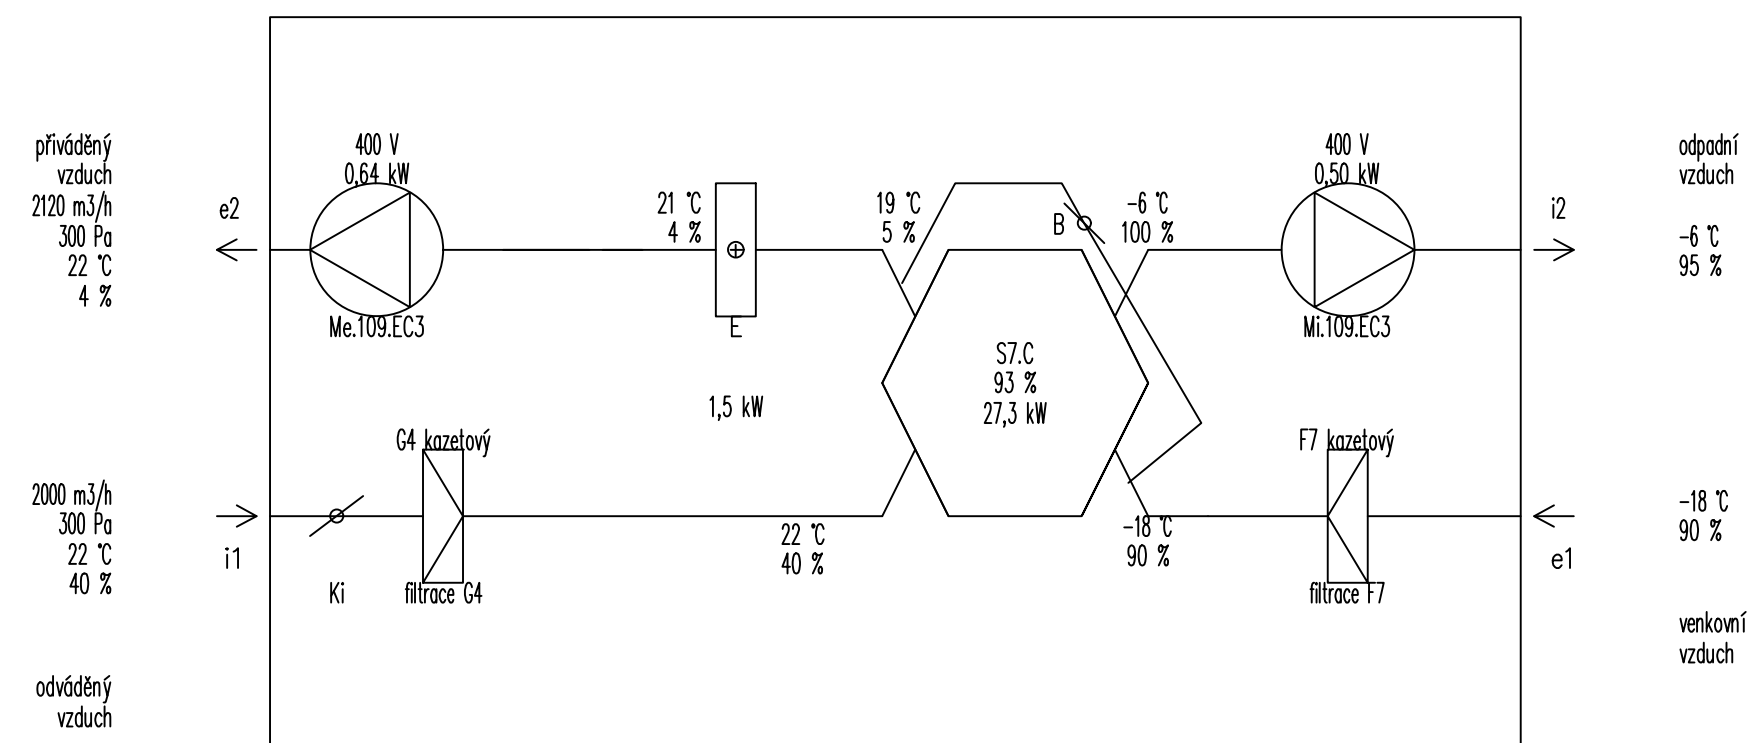 přiváděný
vzduch
2120 m3/h
300 Pa
22 °C
4 %
e2
400 V
0,64 kW
Me.109.EC3
21 °C
4 %
E
1,5 kW
19 °C
5 %
B
-6 °C
100 %
400 V
0,50 kW
Mi.109.EC3
i2
odpadní
vzduch
-6 °C
95 %
S7.C
93 %
27,3 kW
2000 m3/h
300 Pa
22 °C
40 %
i1
Ki
G4 kazetový
filtrace G4
22 °C
40 %
-18 °C
90 %
F7 kazetový
filtrace F7
e1
-18 °C
90 %
venkovní
vzduch
odváděný
vzduch